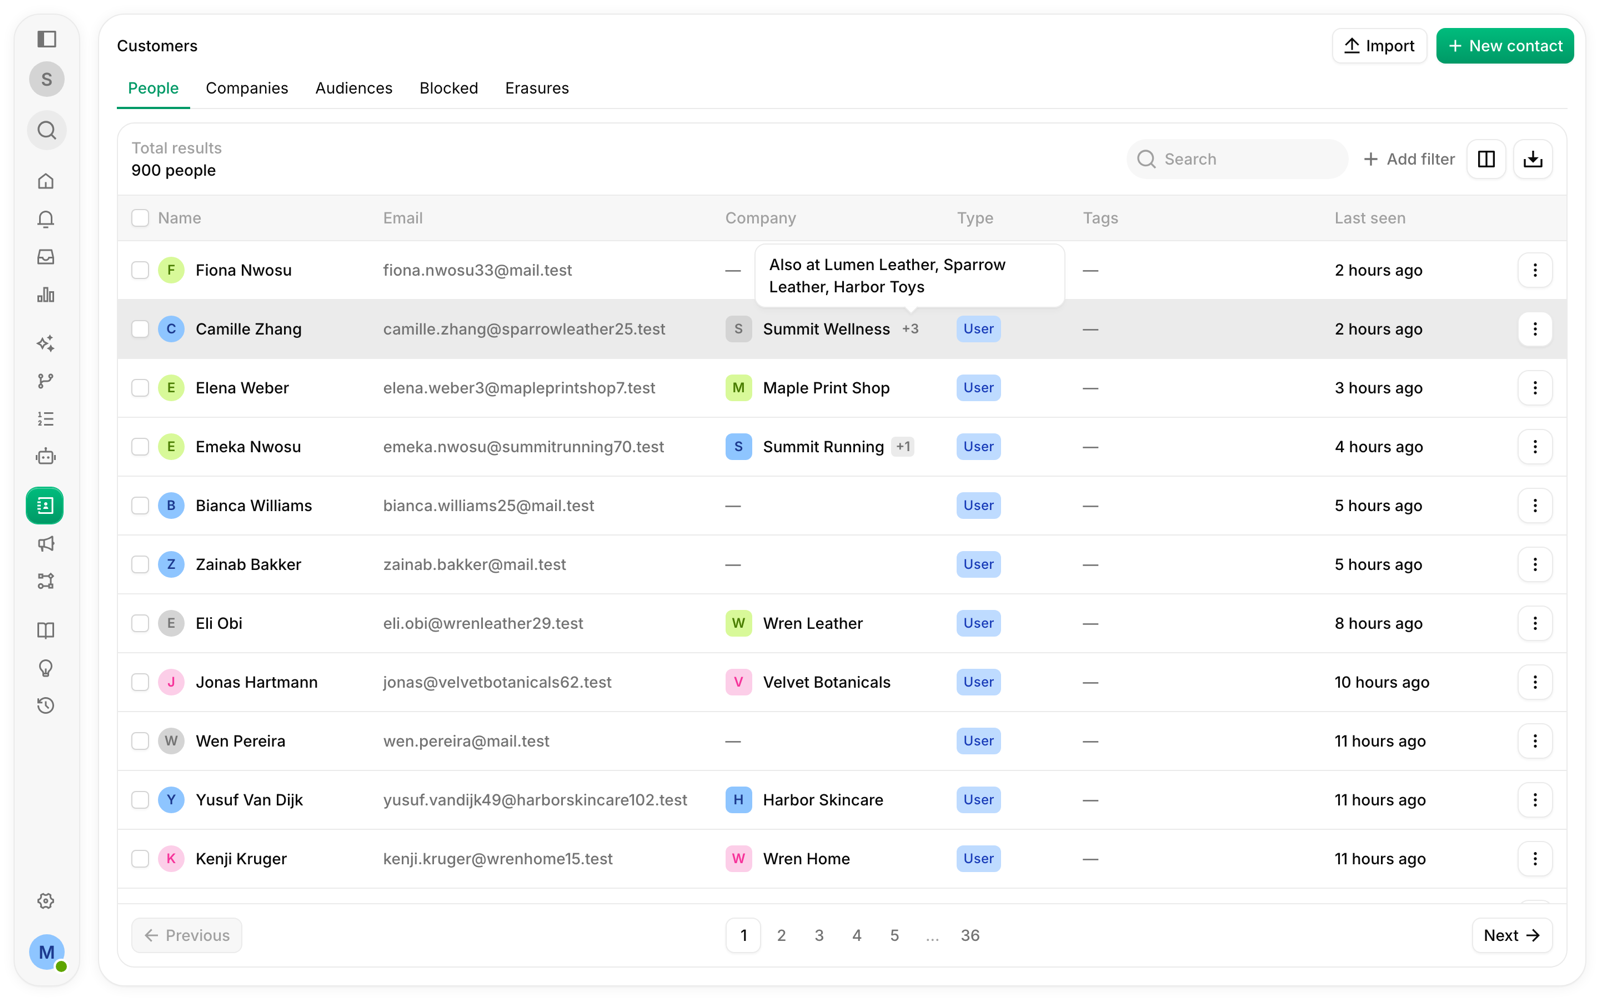 S
Customers
Import
+ New contact
People Companies Audiences Blocked Erasures
Total results
900 people
Search
+ Add filter
Name Email Company Type Tags Last seen
F Fiona Nwosu fiona.nwosu33@mail.test — — 2 hours ago
Also at Lumen Leather, Sparrow
Leather, Harbor Toys
C Camille Zhang camille.zhang@sparrowleather25.test S Summit Wellness +3 User — 2 hours ago
E Elena Weber elena.weber3@mapleprintshop7.test M Maple Print Shop User — 3 hours ago
E Emeka Nwosu emeka.nwosu@summitrunning70.test S Summit Running +1 User — 4 hours ago
B Bianca Williams bianca.williams25@mail.test — User — 5 hours ago
Z Zainab Bakker zainab.bakker@mail.test — User — 5 hours ago
E Eli Obi eli.obi@wrenleather29.test W Wren Leather User — 8 hours ago
J Jonas Hartmann jonas@velvetbotanicals62.test V Velvet Botanicals User — 10 hours ago
W Wen Pereira wen.pereira@mail.test — User — 11 hours ago
Y Yusuf Van Dijk yusuf.vandijk49@harborskincare102.test H Harbor Skincare User — 11 hours ago
K Kenji Kruger kenji.kruger@wrenhome15.test W Wren Home User — 11 hours ago
← Previous 1 2 3 4 5 ... 36 Next →
M